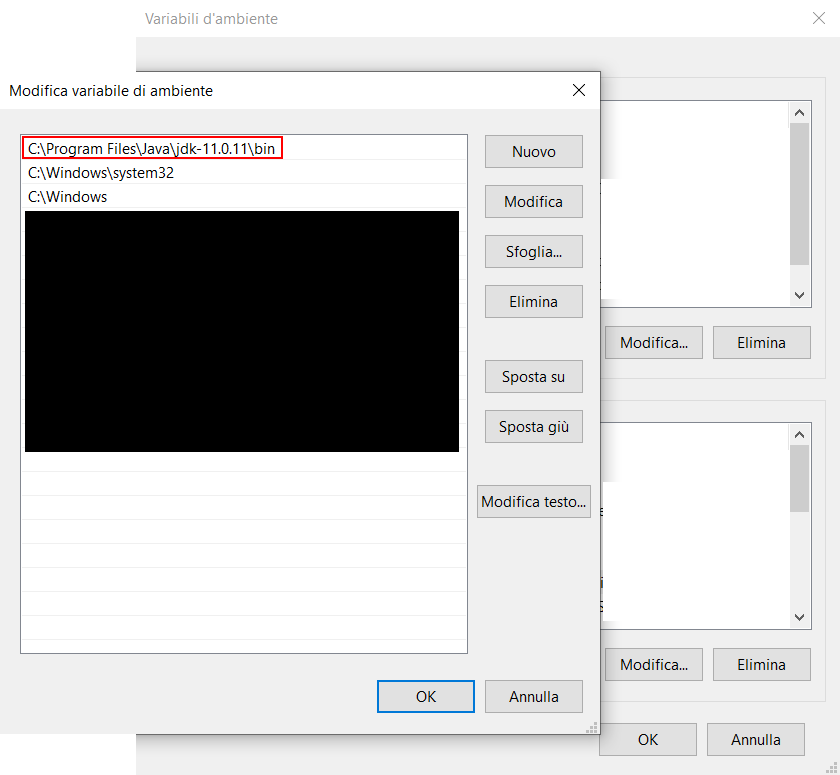 Variabili d'ambiente
Modifica variabile di ambiente
C:\Program Files\Java\jdk-11.0.11\bin
C:\Windows\system32
C:\Windows
Nuovo
Modifica
Sfoglia...
Elimina
Sposta su
Sposta giù
Modifica testo...
OK
Annulla
Modifica...
Elimina
Modifica...
Elimina
OK
Annulla